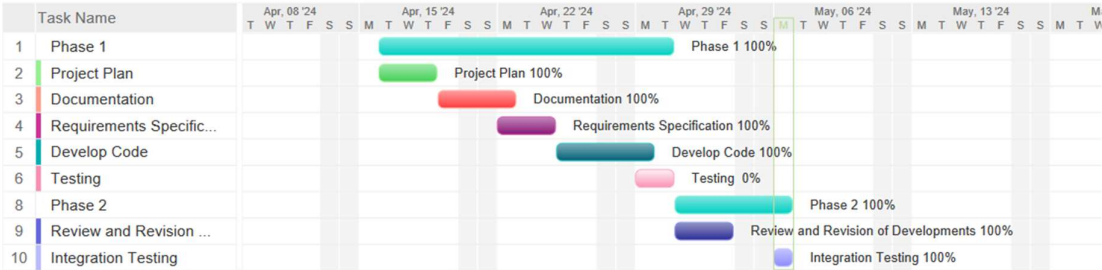 Task Name
Apr, 08 '24 Apr, 15 '24 Apr, 22 '24 Apr, 29 '24 May, 06 '24 May, 13 '24 Ma
T W T F S S M T W T F S S M T W T F S S M T W T F S S M T W T F S S M T W T F S S M T W
1 Phase 1 Phase 1 100%
2 Project Plan Project Plan 100%
3 Documentation Documentation 100%
4 Requirements Specific... Requirements Specification 100%
5 Develop Code Develop Code 100%
6 Testing Testing 0%
8 Phase 2 Phase 2 100%
9 Review and Revision ... Review and Revision of Developments 100%
10 Integration Testing Integration Testing 100%